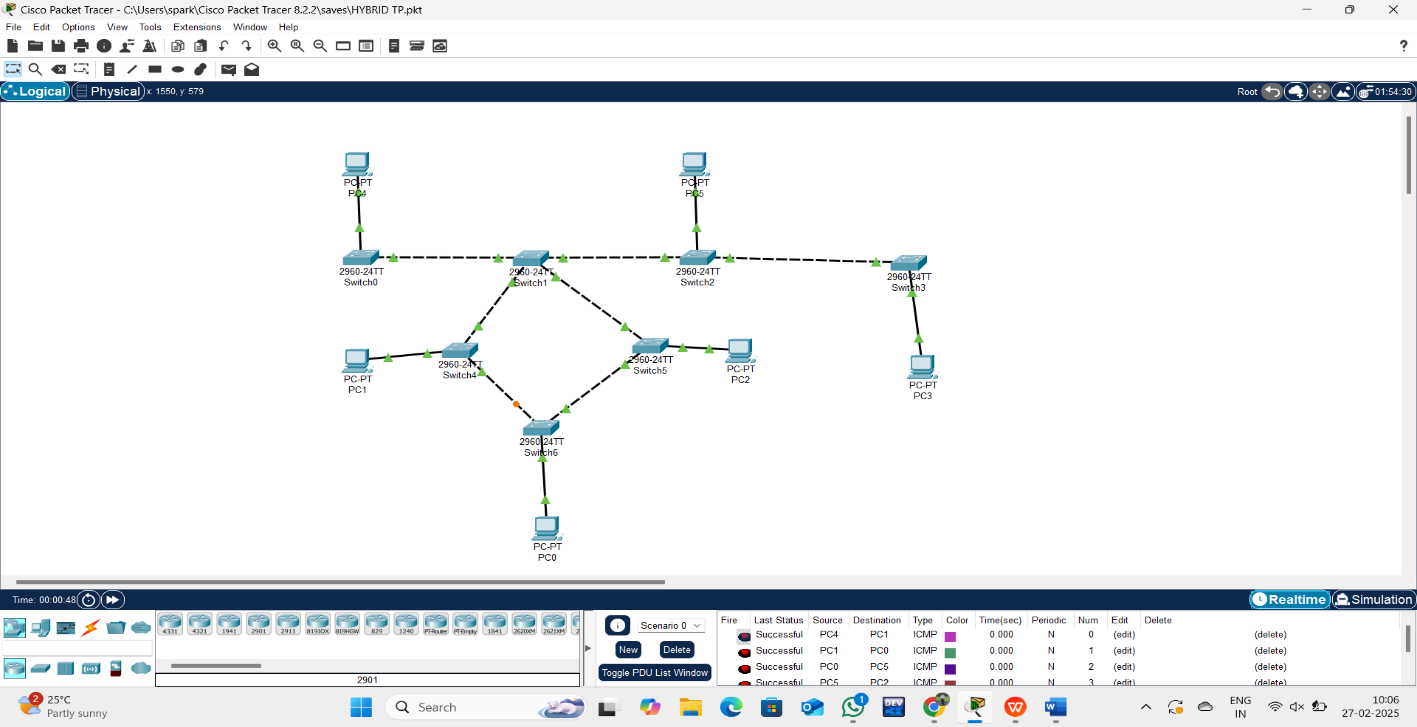 Cisco Packet Tracer - C:\Users\spark\Cisco Packet Tracer 8.2.2\saves\HYBRID TP.pkt
File Edit Options View Tools Extensions Window Help
?
Logical Physical x: 1550, y: 579 Root 01:54:30
PC-PT
PC4
PC-PT
PC5
2960-24TT
Switch0
2960-24TT
Switch1
2960-24TT
Switch2
2960-24TT
Switch3
2960-24TT
Switch4
2960-24TT
Switch5
PC-PT
PC1
PC-PT
PC2
PC-PT
PC3
2960-24TT
Switch6
PC-PT
PC0
Time: 00:00:48 Realtime Simulation
4331 4321 1941 2901 2911 819IOX 819HGW 829 1240 PT-Router PT-Empty 1841 2620XM 2621XM 2
2901
Scenario 0
New Delete
Toggle PDU List Window
Fire Last Status Source Destination Type Color Time(sec) Periodic Num Edit Delete
Successful PC4 PC1 ICMP 0.000 N 0 (edit) (delete)
Successful PC1 PC0 ICMP 0.000 N 1 (edit) (delete)
Successful PC0 PC5 ICMP 0.000 N 2 (edit) (delete)
Successful PC5 PC2 ICMP 0.000 N 3 (edit) (delete)
2
25°C
Partly sunny
Search
1
DEV
ENG
IN
10:06
27-02-2025